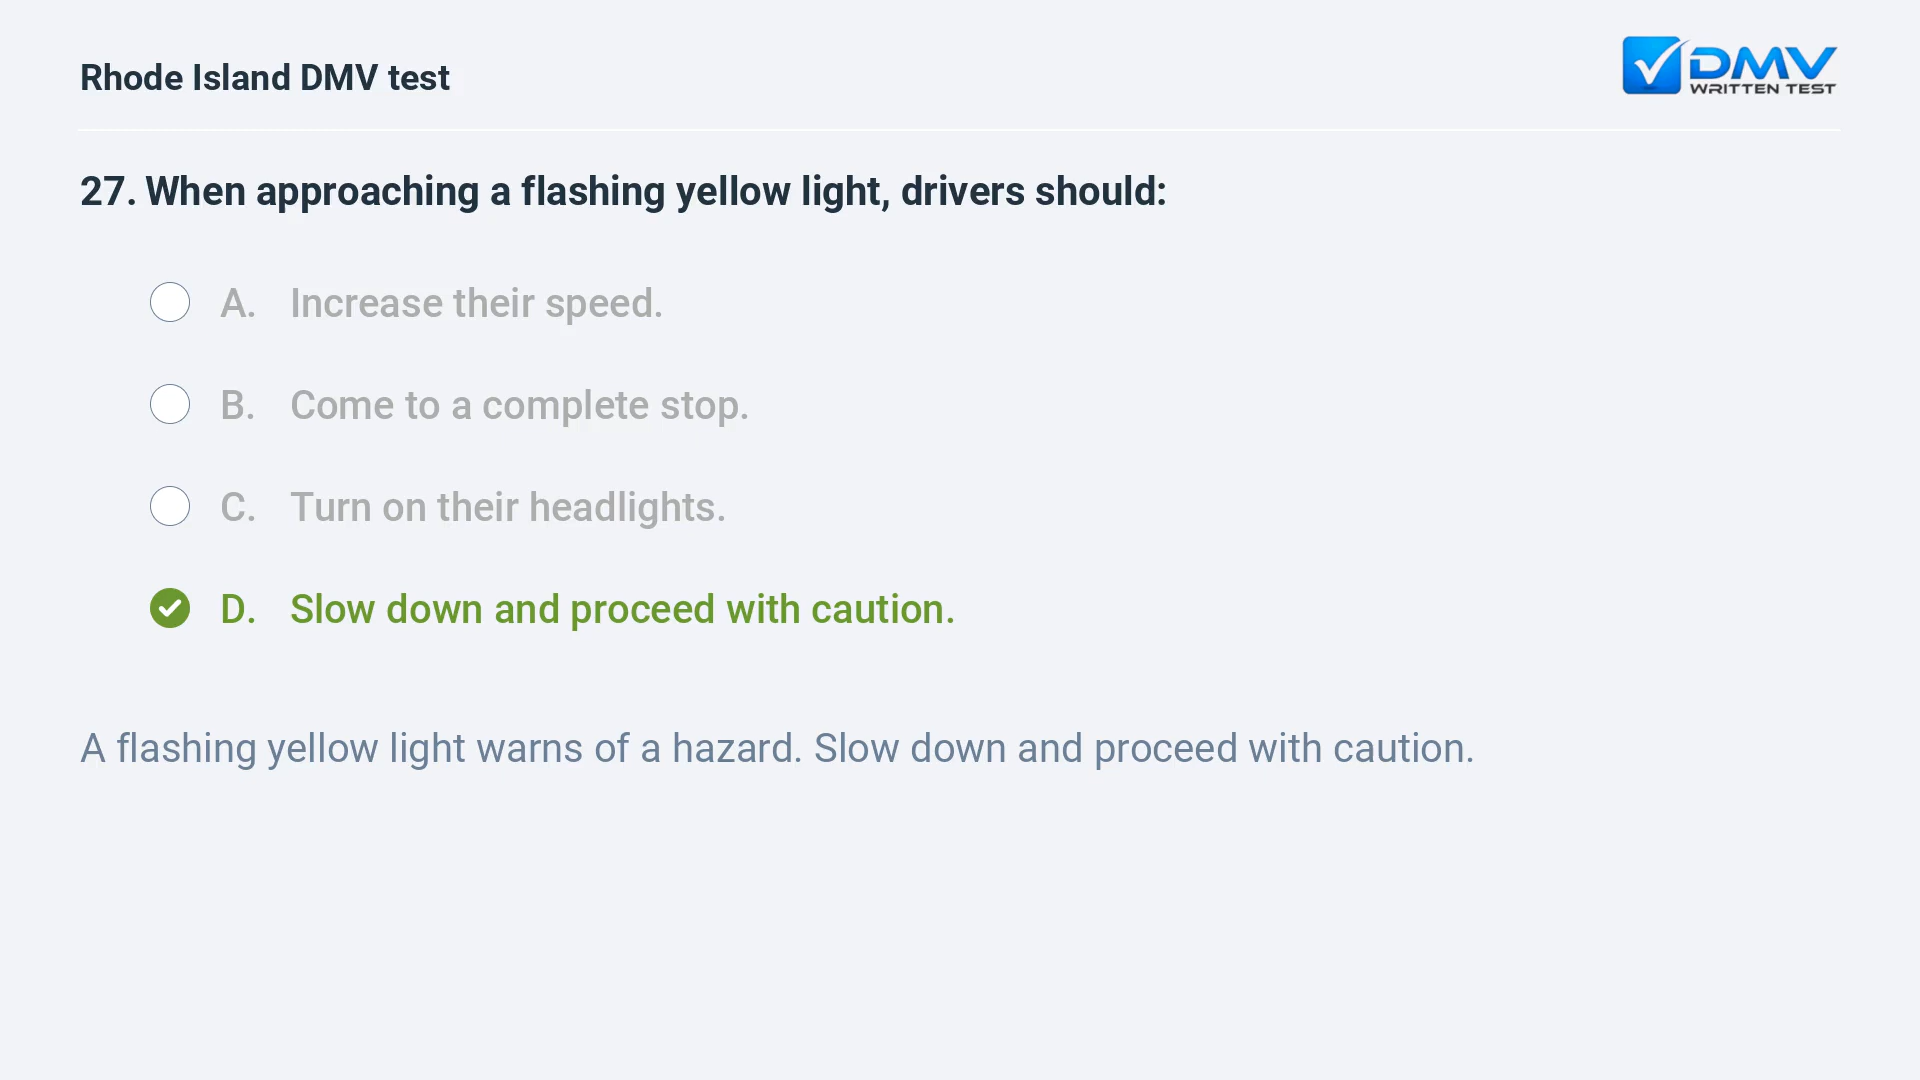 Rhode Island DMV test
DMV
WRITTEN TEST
27. When approaching a flashing yellow light, drivers should:
A. Increase their speed.
B. Come to a complete stop.
C. Turn on their headlights.
D. Slow down and proceed with caution.
A flashing yellow light warns of a hazard. Slow down and proceed with caution.